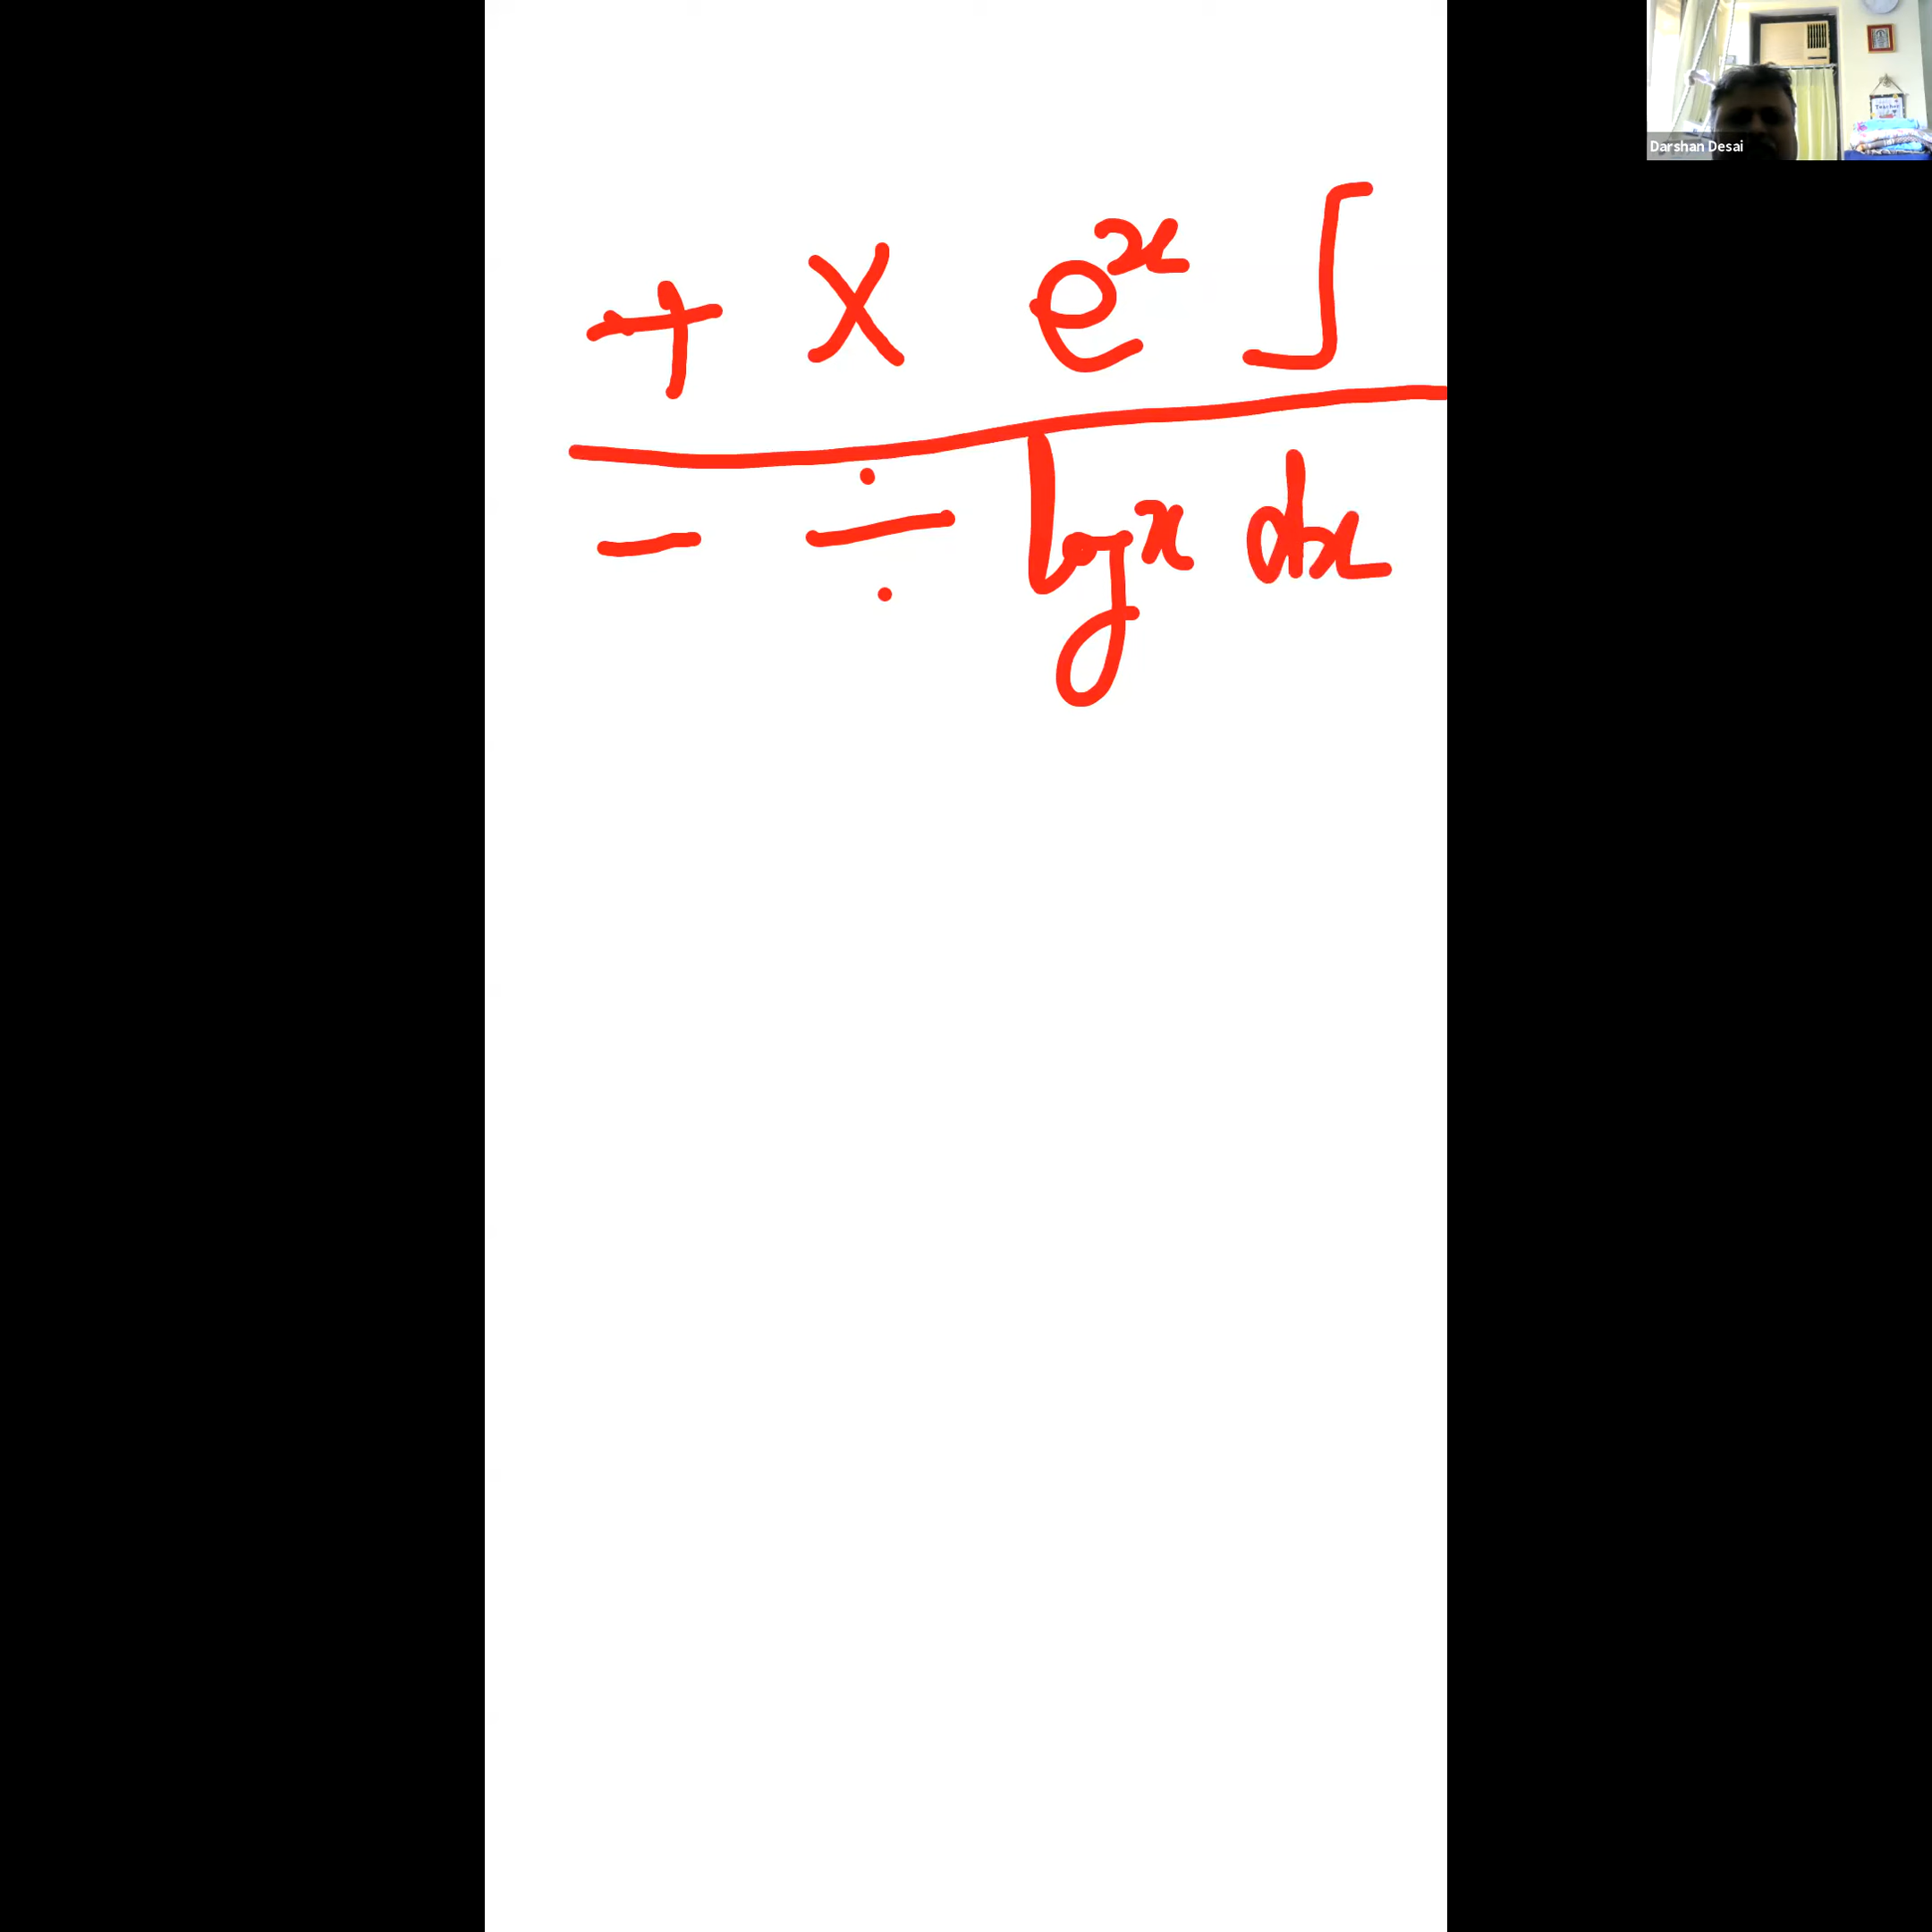 + × e^x ∫
− ÷ log x dx
Darshan Desai